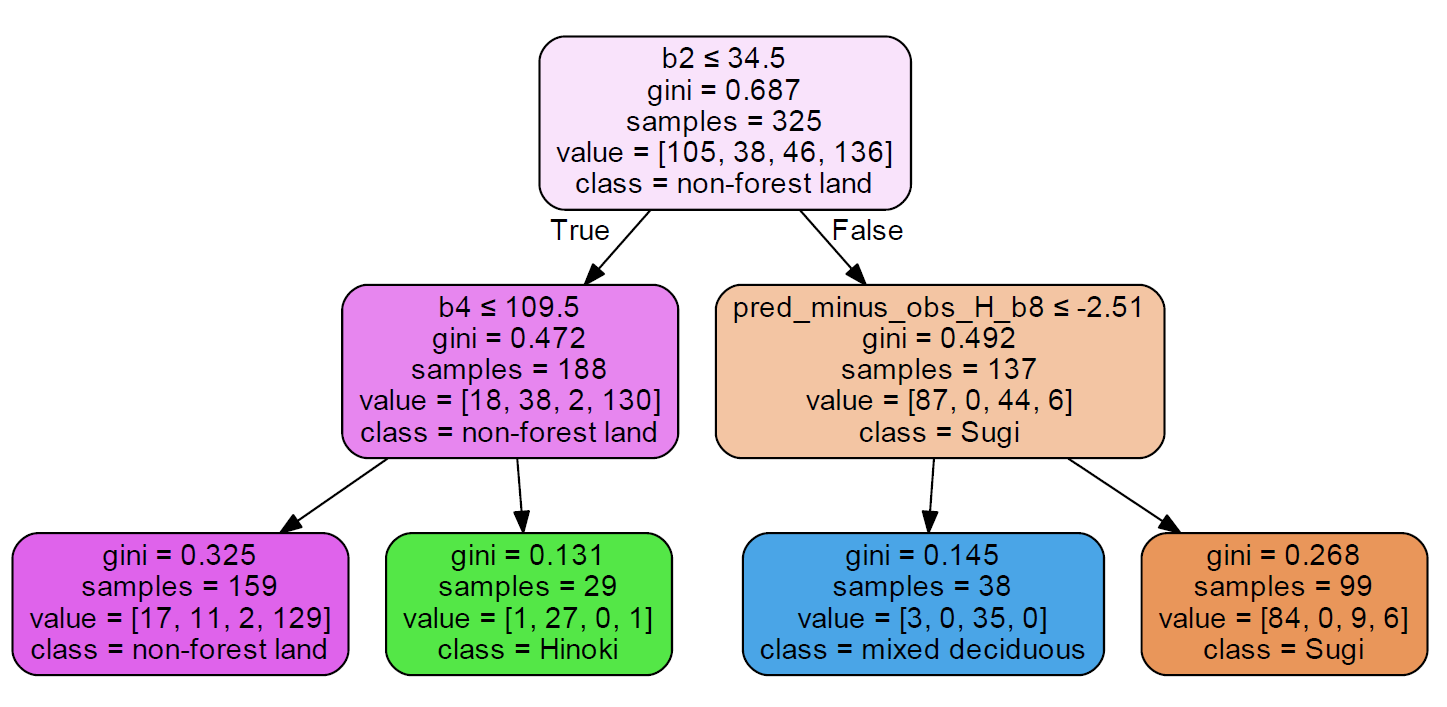 b2 ≤ 34.5
gini = 0.687
samples = 325
value = [105, 38, 46, 136]
class = non-forest land
True
False
b4 ≤ 109.5
gini = 0.472
samples = 188
value = [18, 38, 2, 130]
class = non-forest land
pred_minus_obs_H_b8 ≤ -2.51
gini = 0.492
samples = 137
value = [87, 0, 44, 6]
class = Sugi
gini = 0.325
samples = 159
value = [17, 11, 2, 129]
class = non-forest land
gini = 0.131
samples = 29
value = [1, 27, 0, 1]
class = Hinoki
gini = 0.145
samples = 38
value = [3, 0, 35, 0]
class = mixed deciduous
gini = 0.268
samples = 99
value = [84, 0, 9, 6]
class = Sugi